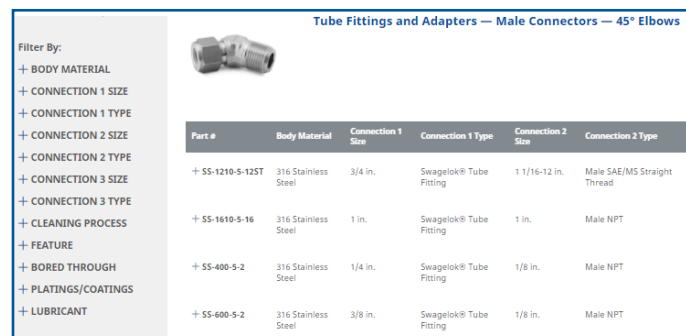 Tube Fittings and Adapters — Male Connectors — 45° Elbows
Filter By:
+ BODY MATERIAL
+ CONNECTION 1 SIZE
+ CONNECTION 1 TYPE
+ CONNECTION 2 SIZE
+ CONNECTION 2 TYPE
+ CONNECTION 3 SIZE
+ CONNECTION 3 TYPE
+ CLEANING PROCESS
+ FEATURE
+ BORED THROUGH
+ PLATINGS/COATINGS
+ LUBRICANT
Part # Body Material Connection 1 Size Connection 1 Type Connection 2 Size Connection 2 Type
+ SS-1210-5-12ST 316 Stainless Steel 3/4 in. Swagelok® Tube Fitting 1 1/16-12 in. Male SAE/MS Straight Thread
+ SS-1610-5-16 316 Stainless Steel 1 in. Swagelok® Tube Fitting 1 in. Male NPT
+ SS-400-5-2 316 Stainless Steel 1/4 in. Swagelok® Tube Fitting 1/8 in. Male NPT
+ SS-600-5-2 316 Stainless Steel 3/8 in. Swagelok® Tube Fitting 1/8 in. Male NPT